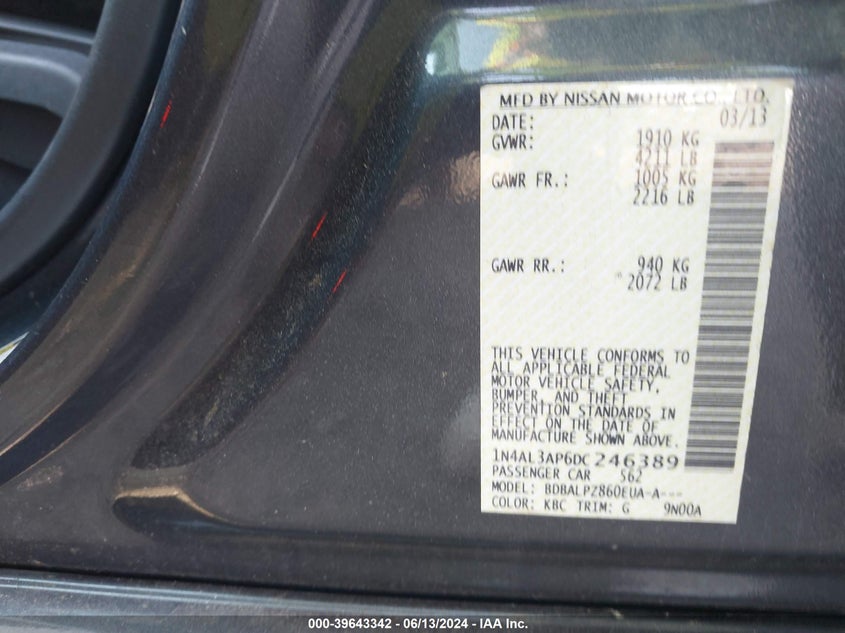 MFD BY NISSAN MOTOR CO., LTD.
DATE: 03/13
GVWR: 1910 KG
4211 LB
GAWR FR.: 1005 KG
2216 LB
GAWR RR.: 940 KG
2072 LB
THIS VEHICLE CONFORMS TO
ALL APPLICABLE FEDERAL
MOTOR VEHICLE SAFETY,
BUMPER, AND THEFT
PREVENTION STANDARDS IN
EFFECT ON THE DATE OF
MANUFACTURE SHOWN ABOVE.
1N4AL3AP6DC246389
PASSENGER CAR 562
MODEL: BDBALPZ860EUA-A---
COLOR: KBC TRIM: G 9N00A
000-39643342 - 06/13/2024 - IAA Inc.